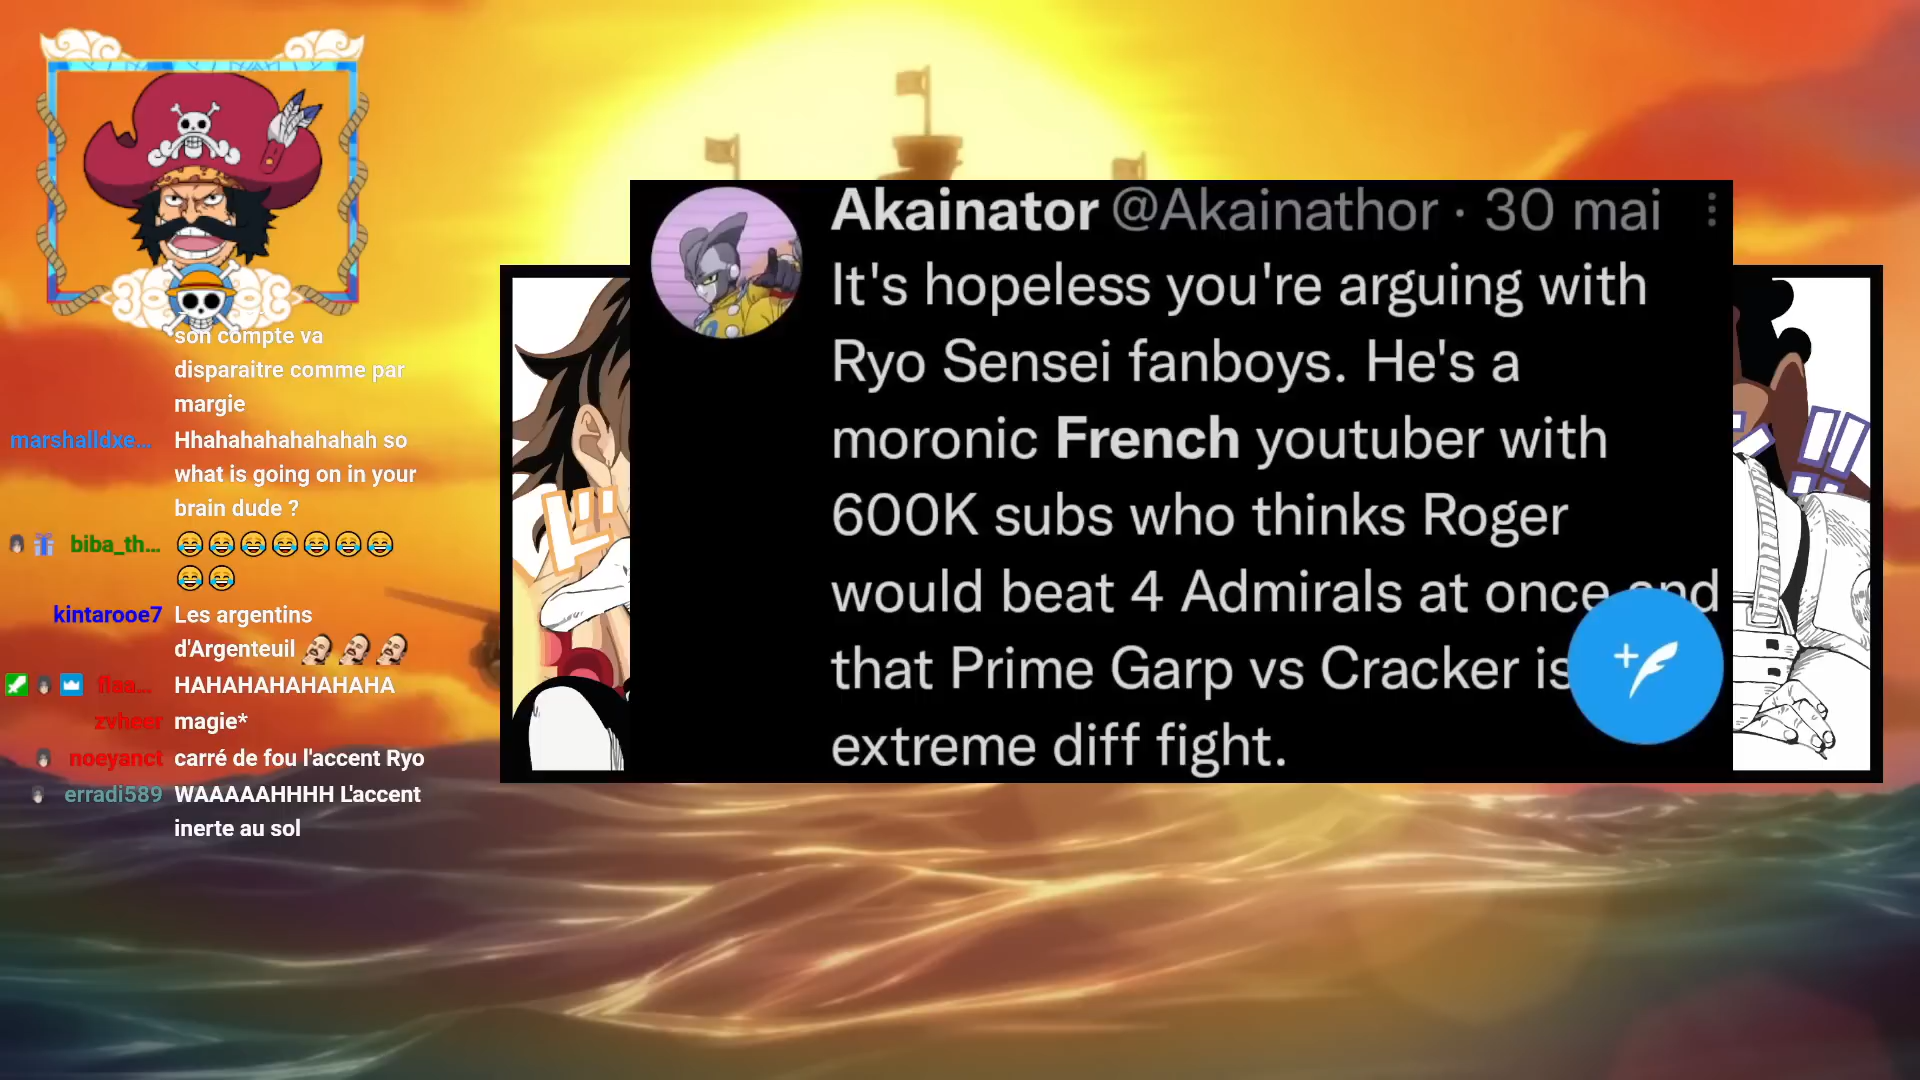 Akainator @Akainathor · 30 mai
It's hopeless you're arguing with
Ryo Sensei fanboys. He's a
moronic French youtuber with
600K subs who thinks Roger
would beat 4 Admirals at once and
that Prime Garp vs Cracker is
extreme diff fight.
son compte va
disparaitre comme par
margie
marshalldxe... Hhahahahahahah so
what is going on in your
brain dude ?
biba_th... 😂😂😂😂😂😂😂
😂😂
kintarooe7 Les argentins
d'Argenteuil
flaa... HAHAHAHAHAHAHA
zvheer magie*
noeyanct carré de fou l'accent Ryo
erradi589 WAAAAAHHHH L'accent
inerte au sol